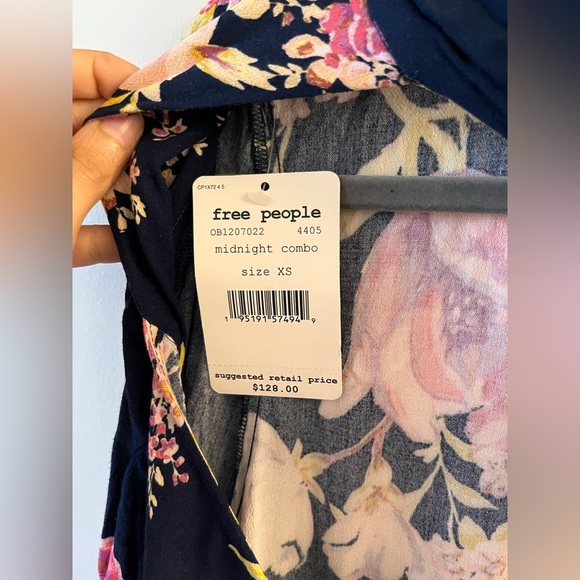 CP1X72 4 5
free people
OB1207022 4405
midnight combo
size XS
1 95191 57494 9
suggested retail price
$128.00